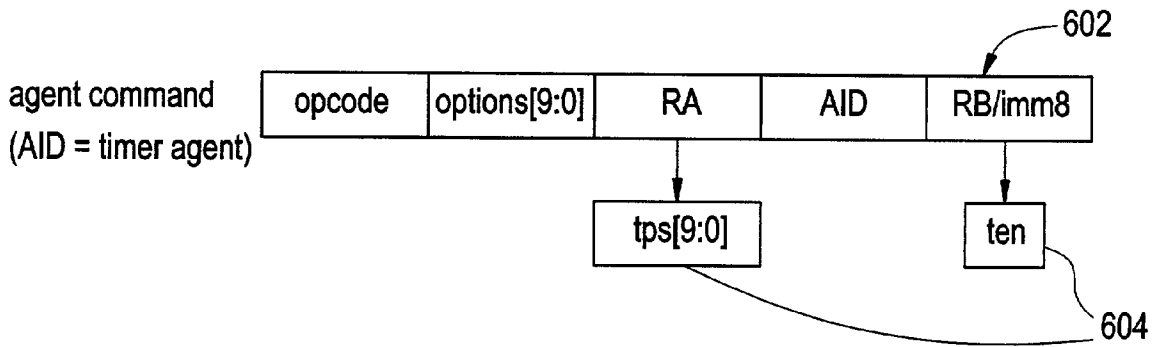 602
agent command
(AID = timer agent)
opcode options[9:0] RA AID RB/imm8
tps[9:0] ten
604